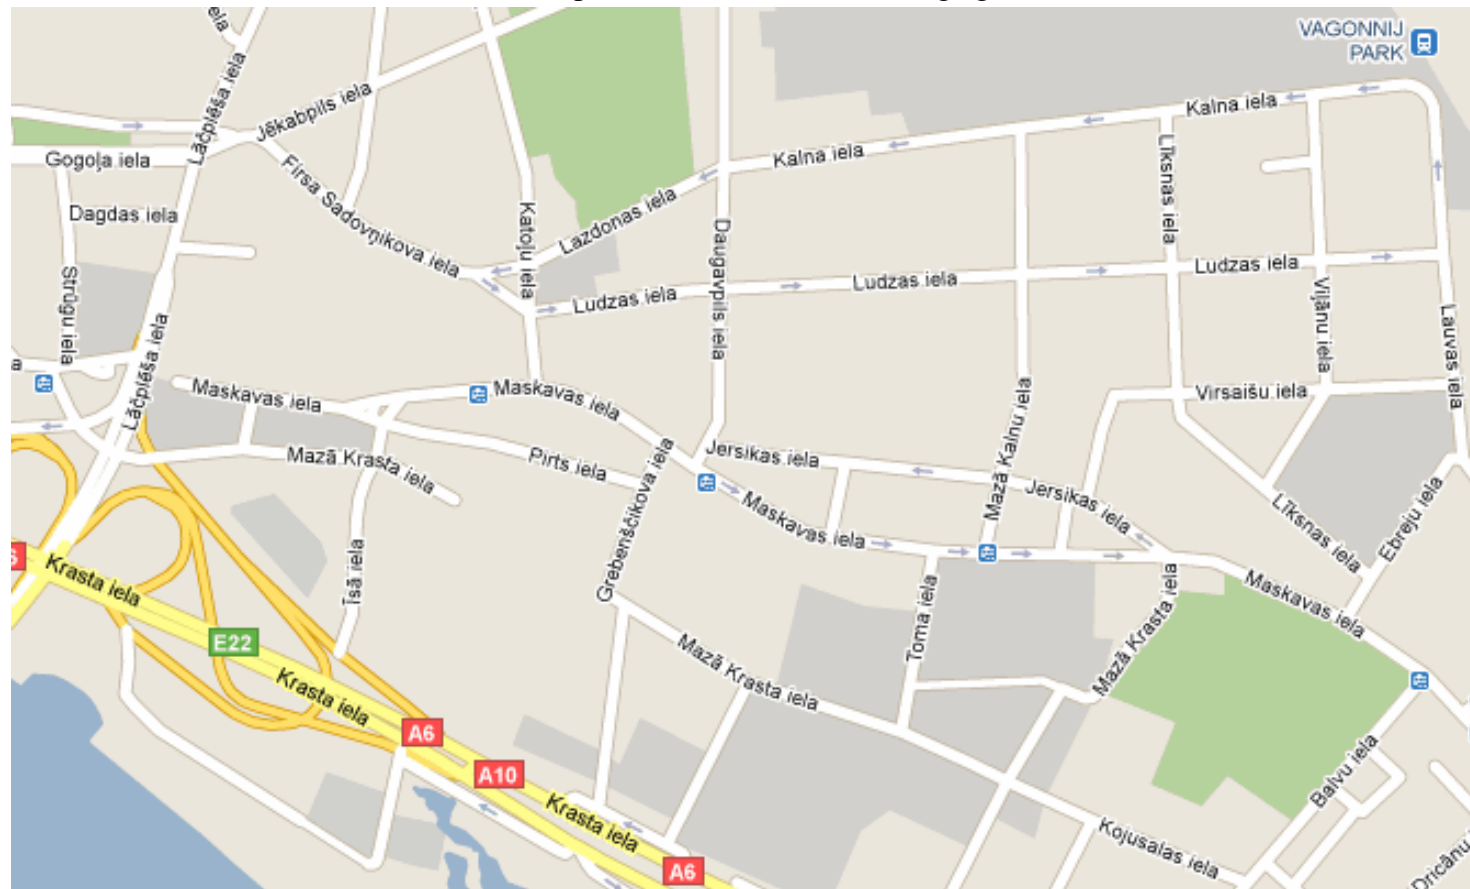 VAGONNIJ
PARK
Lāčplēša iela
Jēkabpils iela
Kalna iela
Gogoļa iela
Kalna iela
Līksnas iela
Firsa Sadovņikova iela
Dagdas iela
Katoļu iela
Lazdonas iela
Daugavpils iela
Strūgu iela
Ludzas iela
Ludzas iela
Ludzas iela
Viļānu iela
Lauvas iela
Lāčplēša iela
Maskavas iela
Maskavas iela
Virsaišu iela
Mazā Kalnu iela
Mazā Krasta iela
Pirts iela
Grebenščikova iela
Jersikas iela
Jersikas iela
Maskavas iela
Līksnas iela
Ebreju iela
Krasta iela
Īsā iela
E22
Toma iela
Mazā Krasta iela
Maskavas iela
Mazā Krasta iela
Krasta iela
A6
A10
Balvu iela
Krasta iela
Kojusalas iela
A6
Dricānu